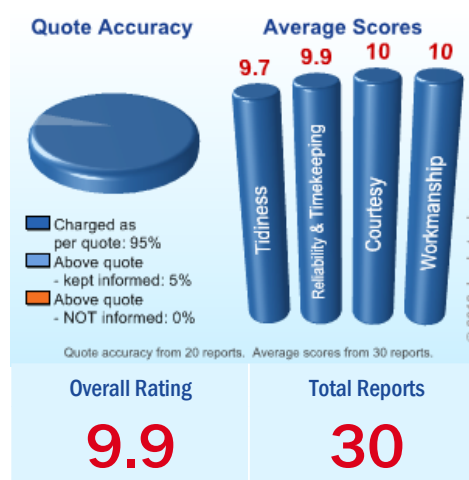 Quote Accuracy
Average Scores
9.7
9.9
10
10
Tidiness
Reliability & Timekeeping
Courtesy
Workmanship
Charged as
per quote: 95%
Above quote
- kept informed: 5%
Above quote
- NOT informed: 0%
Quote accuracy from 20 reports. Average scores from 30 reports.
Overall Rating
Total Reports
9.9
30